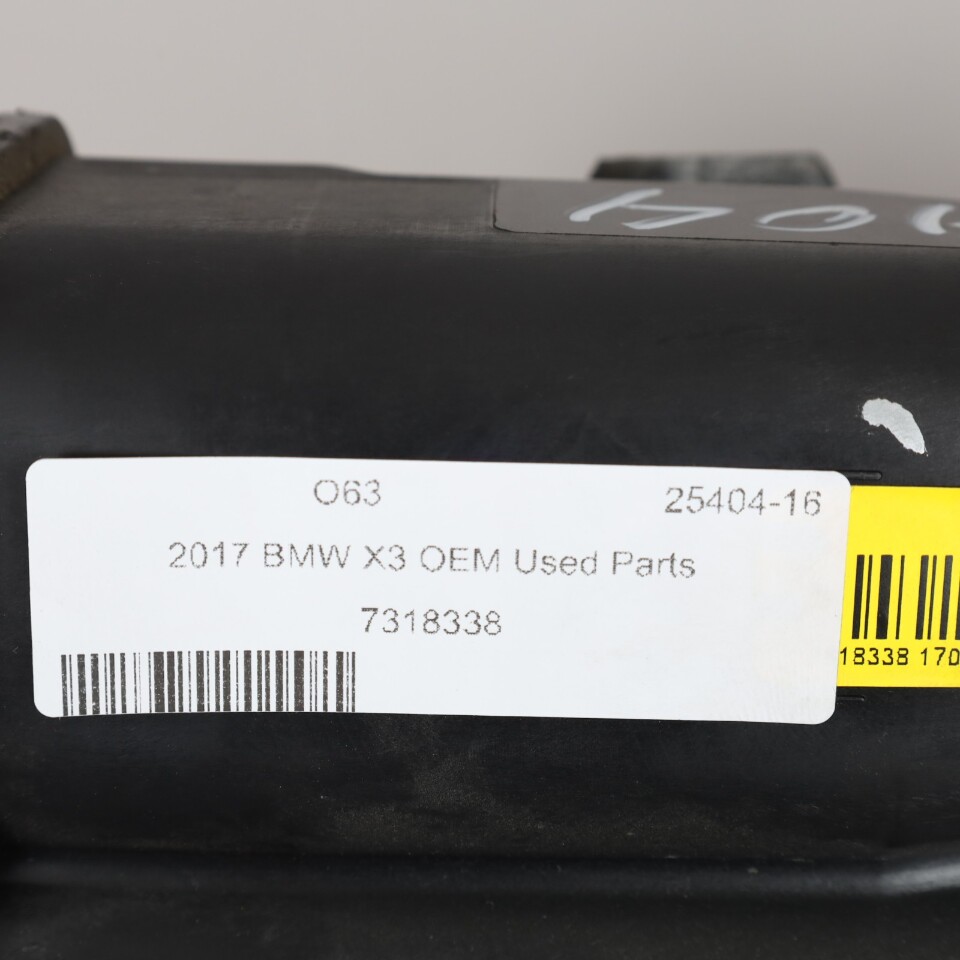 O63 25404-16
2017 BMW X3 OEM Used Parts
7318338
18338 170